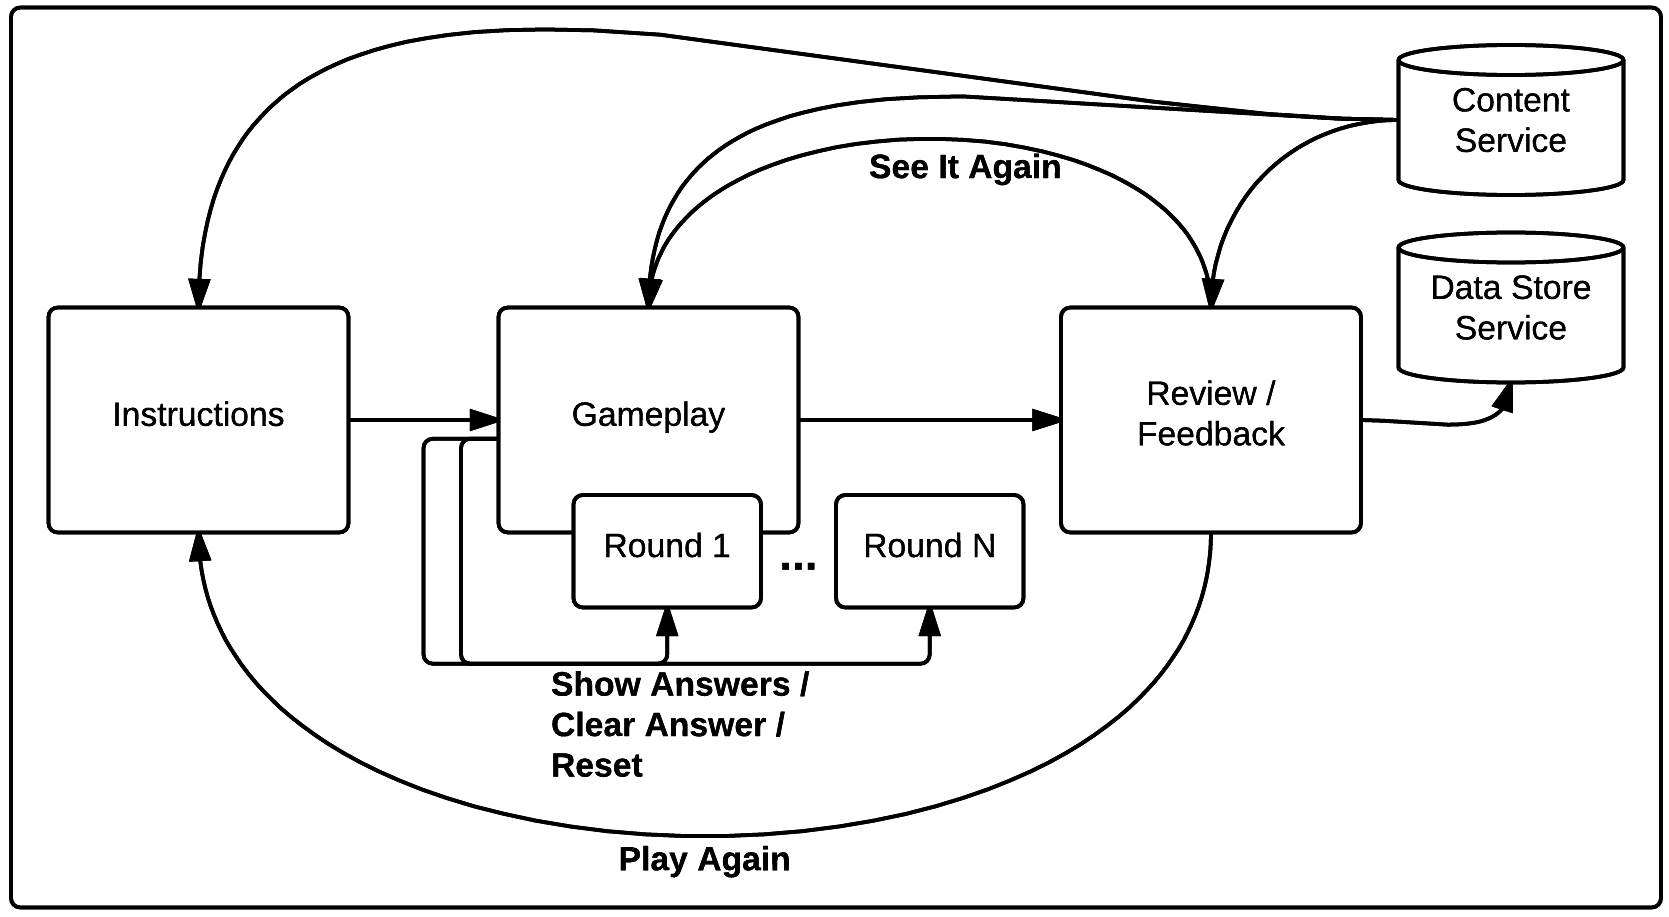 Content
Service
See It Again
Data Store
Service
Instructions
Gameplay
Review /
Feedback
Round 1
...
Round N
Show Answers /
Clear Answer /
Reset
Play Again